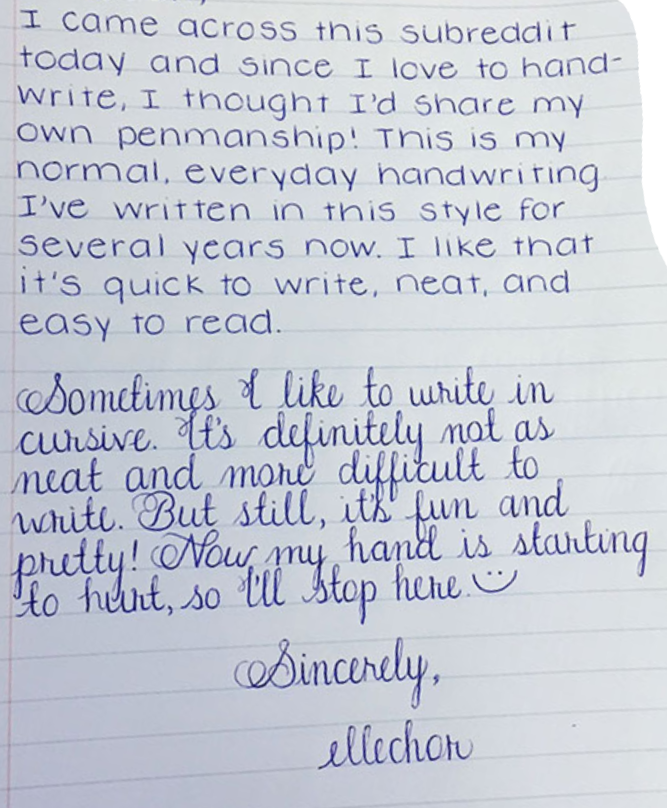 I came across this subreddit
today and since I love to hand-
write, I thought I'd share my
own penmanship! This is my
normal, everyday handwriting
I've written in this style for
several years now. I like that
it's quick to write, neat, and
easy to read.
Sometimes I like to write in
cursive. It's definitely not as
neat and more difficult to
write. But still, it's fun and
pretty! Now my hand is starting
to hurt, so I'll stop here. :)
Sincerely,
ellechor